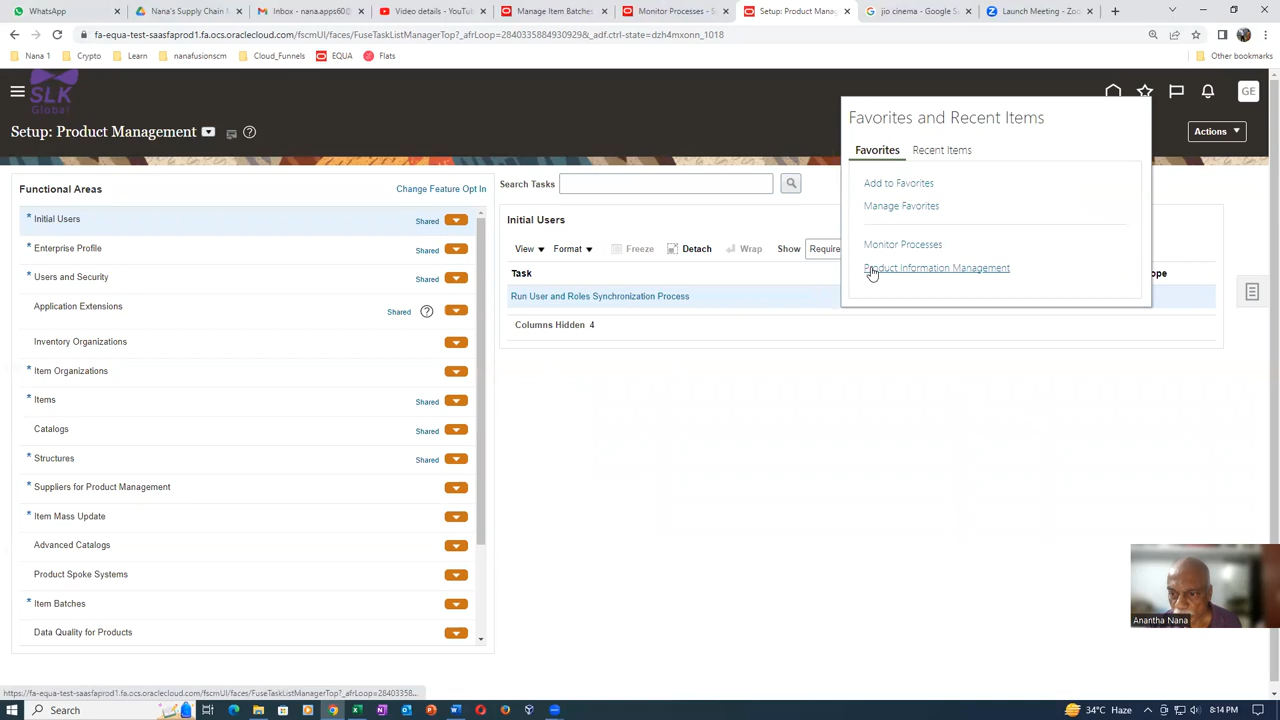 WhatsApp
Nana's Supply Chain T
Inbox - nana.apps60@
Video details - YouTub
Manage Item Batches
Monitor Processes - S
Setup: Product Manag
jio cinema - Google Se
Launch Meeting - Zoo
fa-equa-test-saasfaprod1.fa.ocs.oraclecloud.com/fscmUI/faces/FuseTaskListManagerTop?_afrLoop=28403358849309298&_adf.ctrl-state=dzh4mxonn_1018
Nana 1
Crypto
Learn
nanafusionscm
Cloud_Funnels
EQUA
Flats
Other bookmarks
SLK
Global
GE
Setup: Product Management
Actions
Favorites and Recent Items
Favorites
Recent Items
Add to Favorites
Manage Favorites
Monitor Processes
Product Information Management
Functional Areas
Change Feature Opt In
* Initial Users
Shared
* Enterprise Profile
Shared
* Users and Security
Shared
Application Extensions
Shared
Inventory Organizations
* Item Organizations
* Items
Shared
Catalogs
Shared
* Structures
Shared
* Suppliers for Product Management
* Item Mass Update
Advanced Catalogs
Product Spoke Systems
* Item Batches
Data Quality for Products
Search Tasks
Initial Users
View
Format
Freeze
Detach
Wrap
Show
Require
Task
ope
Run User and Roles Synchronization Process
Columns Hidden 4
Anantha Nana
https://fa-equa-test-saasfaprod1.fa.ocs.oraclecloud.com/fscmUI/faces/FuseTaskListManagerTop?_afrLoop=28403358...
Search
34°C Haze
8:14 PM